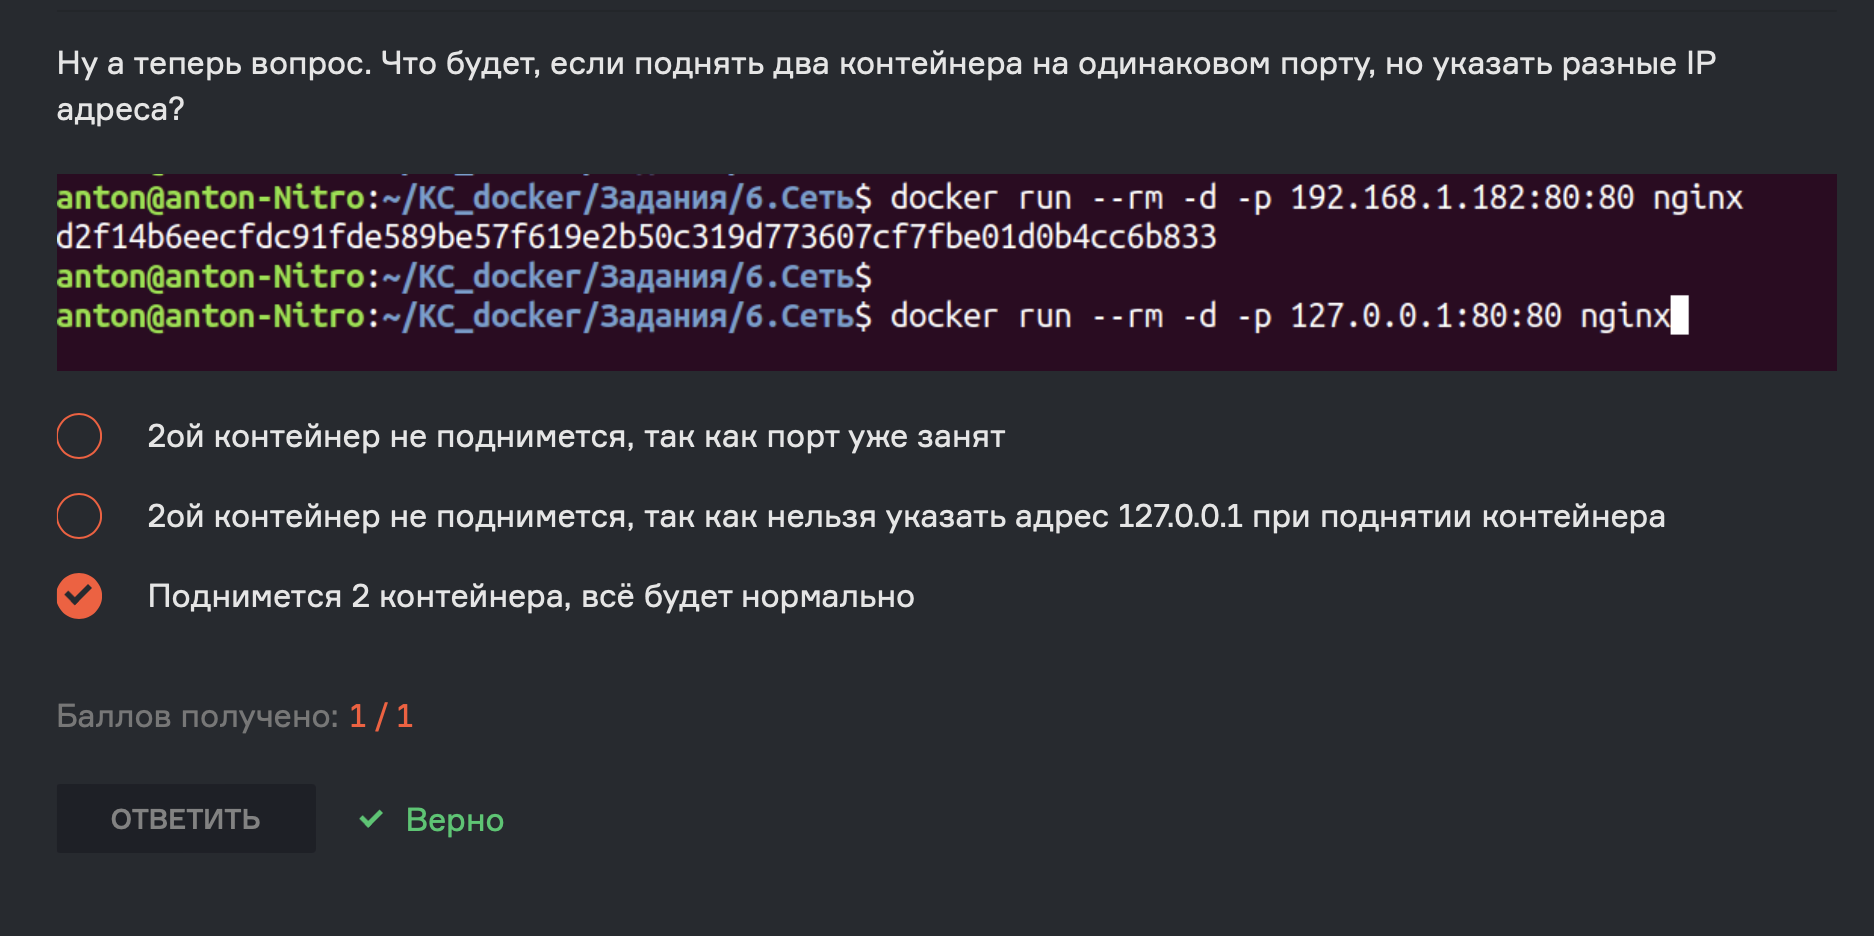 Ну а теперь вопрос. Что будет, если поднять два контейнера на одинаковом порту, но указать разные IP
адреса?
anton@anton-Nitro:~/KC_docker/Задания/6.Сеть$ docker run --rm -d -p 192.168.1.182:80:80 nginx
d2f14b6eecfdc91fde589be57f619e2b50c319d773607cf7fbe01d0b4cc6b833
anton@anton-Nitro:~/KC_docker/Задания/6.Сеть$
anton@anton-Nitro:~/KC_docker/Задания/6.Сеть$ docker run --rm -d -p 127.0.0.1:80:80 nginx
2ой контейнер не поднимется, так как порт уже занят
2ой контейнер не поднимется, так как нельзя указать адрес 127.0.0.1 при поднятии контейнера
Поднимется 2 контейнера, всё будет нормально
Баллов получено: 1 / 1
ОТВЕТИТЬ
Верно